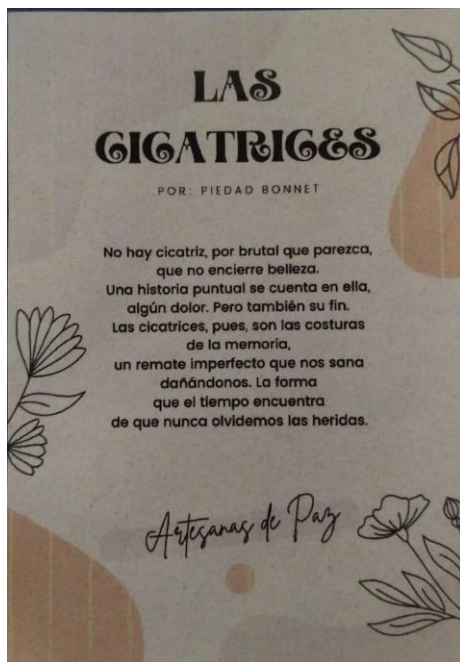 LAS
CICATRICES
POR: PIEDAD BONNET
No hay cicatriz, por brutal que parezca,
que no encierre belleza.
Una historia puntual se cuenta en ella,
algún dolor. Pero también su fin.
Las cicatrices, pues, son las costuras
de la memoria,
un remate imperfecto que nos sana
dañándonos. La forma
que el tiempo encuentra
de que nunca olvidemos las heridas.
Artesanas de Paz